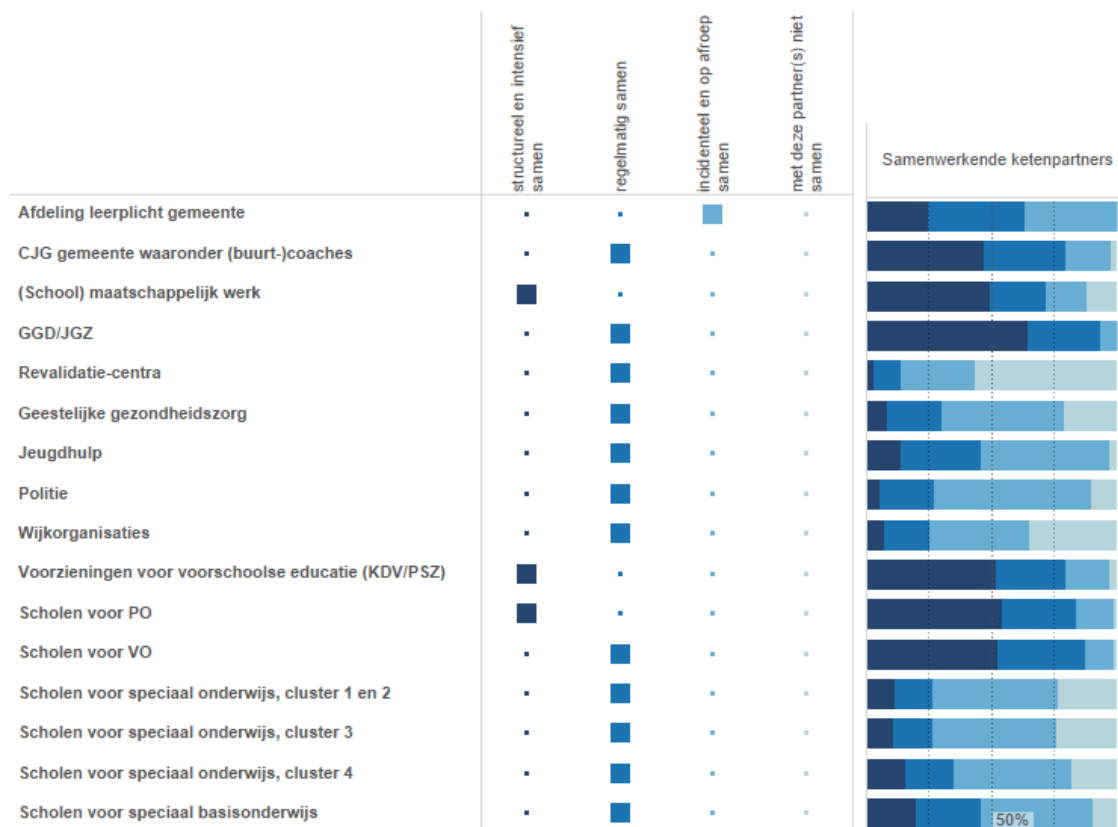 structureel en intensief
samen
regelmatig samen
incidenteel en op afroep
samen
met deze partner(s) niet
samen
Samenwerkende ketenpartners
Afdeling leerplicht gemeente
CJG gemeente waaronder (buurt-)coaches
(School) maatschappelijk werk
GGD/JGZ
Revalidatie-centra
Geestelijke gezondheidszorg
Jeugdhulp
Politie
Wijkorganisaties
Voorzieningen voor voorschoolse educatie (KDV/PSZ)
Scholen voor PO
Scholen voor VO
Scholen voor speciaal onderwijs, cluster 1 en 2
Scholen voor speciaal onderwijs, cluster 3
Scholen voor speciaal onderwijs, cluster 4
Scholen voor speciaal basisonderwijs
50%